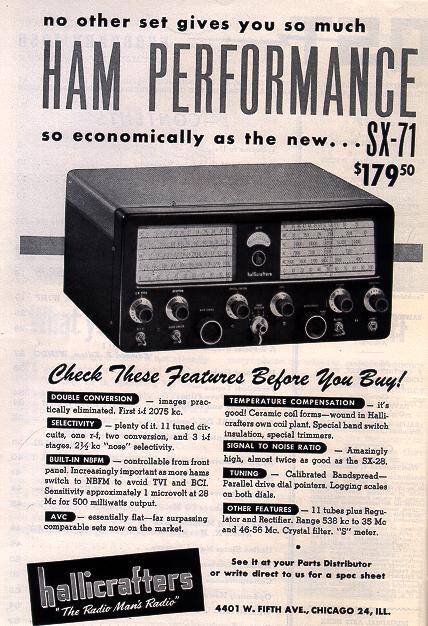 no other set gives you so much
HAM PERFORMANCE
so economically as the new... SX-71
$179.50
hallicrafters
Check These Features Before You Buy!
DOUBLE CONVERSION — images prac-
tically eliminated. First i-f 2075 kc.
SELECTIVITY — plenty of it. 11 tuned cir-
cuits, one r-f, two conversion, and 3 i-f
stages. 2½ kc "nose" selectivity.
BUILT-IN NBFM — controllable from front
panel. Increasingly important as more hams
switch to NBFM to avoid TVI and BCI.
Sensitivity approximately 1 microvolt at 28
Mc for 500 milliwatts output.
AVC — essentially flat—far surpassing
comparable sets now on the market.
TEMPERATURE COMPENSATION — it's
good! Ceramic coil forms—wound in Halli-
crafters own coil plant. Special band switch
insulation, special trimmers.
SIGNAL TO NOISE RATIO — Amazingly
high, almost twice as good as the SX-28.
TUNING — Calibrated Bandspread—
Parallel drive dial pointers. Logging scales
on both dials.
OTHER FEATURES — 11 tubes plus Regu-
lator and Rectifier. Range 538 kc to 35 Mc
and 46-56 Mc. Crystal filter. "S" meter.
See it at your Parts Distributor
or write direct to us for a spec sheet
hallicrafters
"The Radio Man's Radio"
4401 W. FIFTH AVE., CHICAGO 24, ILL.